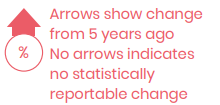 Arrows show change
from 5 years ago
%
No arrows indicates
no statistically
reportable change